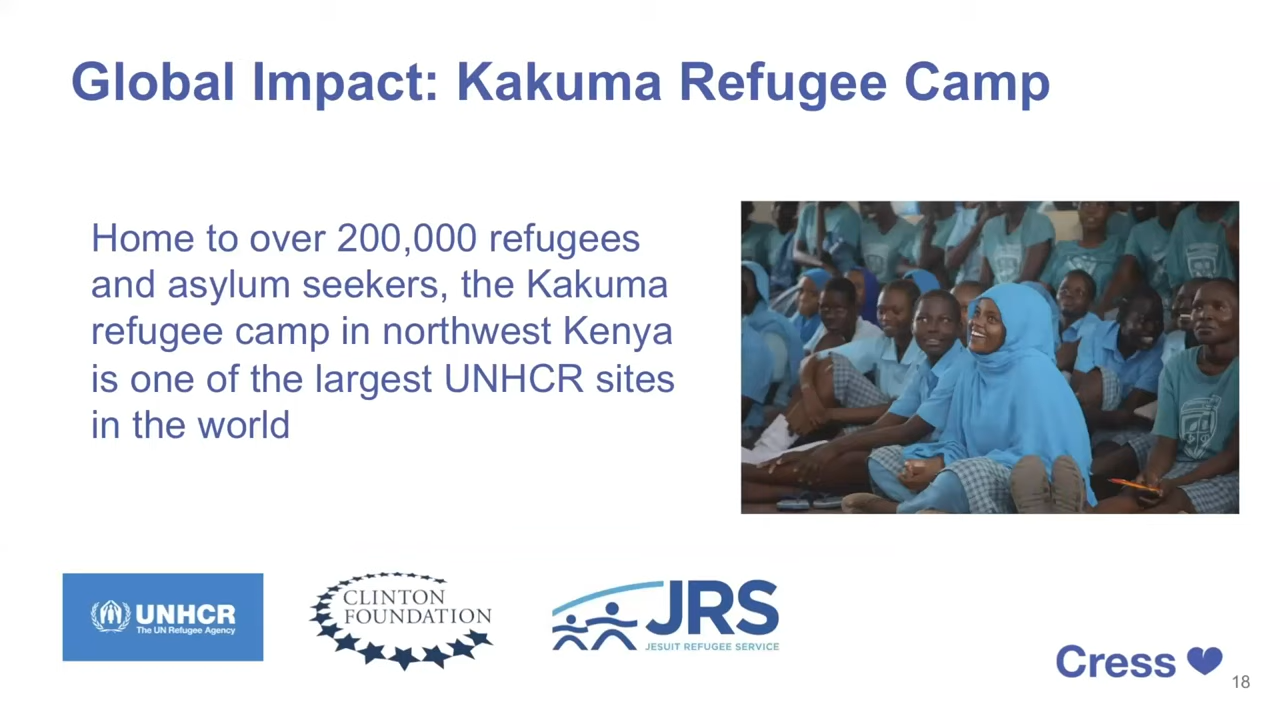 Global Impact: Kakuma Refugee Camp
Home to over 200,000 refugees
and asylum seekers, the Kakuma
refugee camp in northwest Kenya
is one of the largest UNHCR sites
in the world
UNHCR
The UN Refugee Agency
CLINTON
FOUNDATION
JRS
JESUIT REFUGEE SERVICE
Cress
18